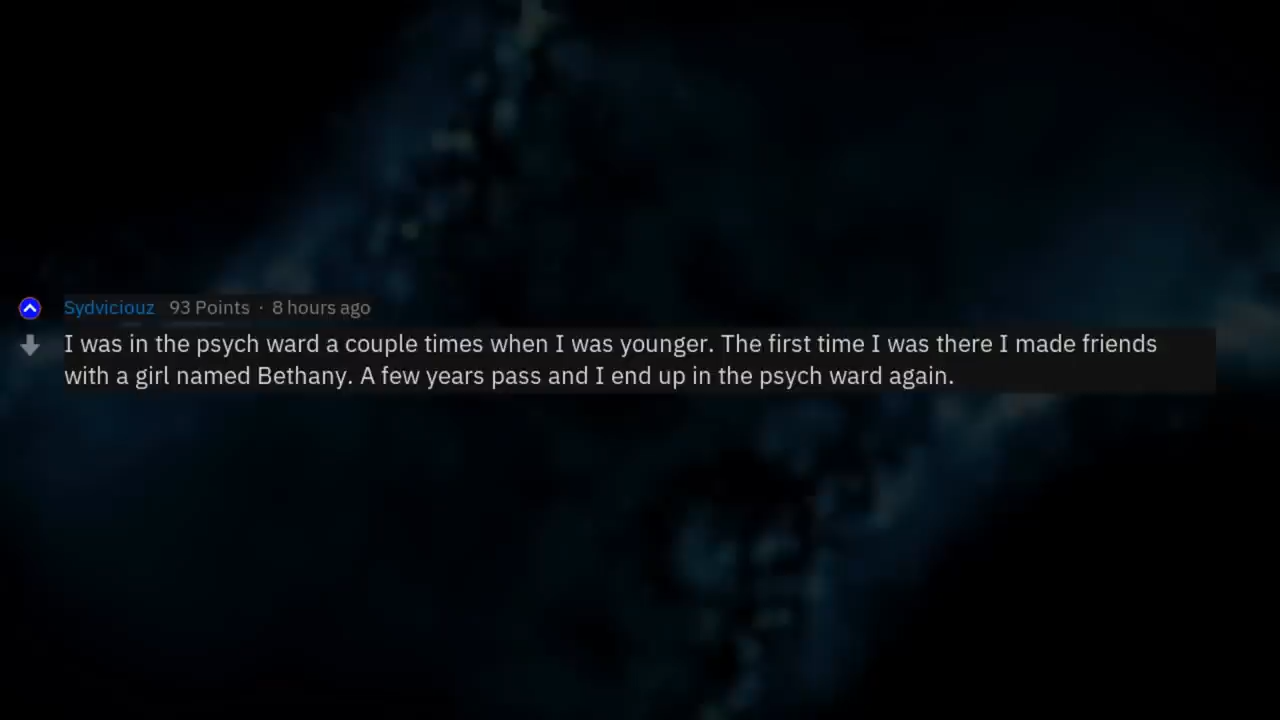 Sydviciouz 93 Points · 8 hours ago
I was in the psych ward a couple times when I was younger. The first time I was there I made friends
with a girl named Bethany. A few years pass and I end up in the psych ward again.